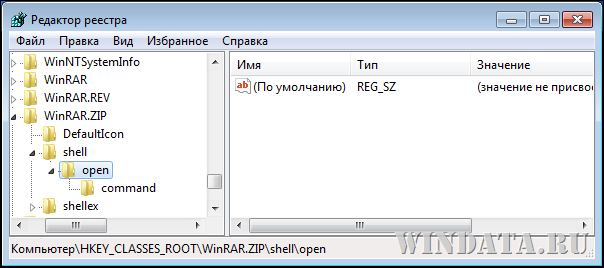 Редактор реестра
Файл Правка Вид Избранное Справка
WinNTSystemInfo
WinRAR
WinRAR.REV
WinRAR.ZIP
DefaultIcon
shell
open
command
shellex
Имя Тип Значение
ab (По умолчанию) REG_SZ (значение не присвое
Компьютер\HKEY_CLASSES_ROOT\WinRAR.ZIP\shell\open
WINDATA.RU